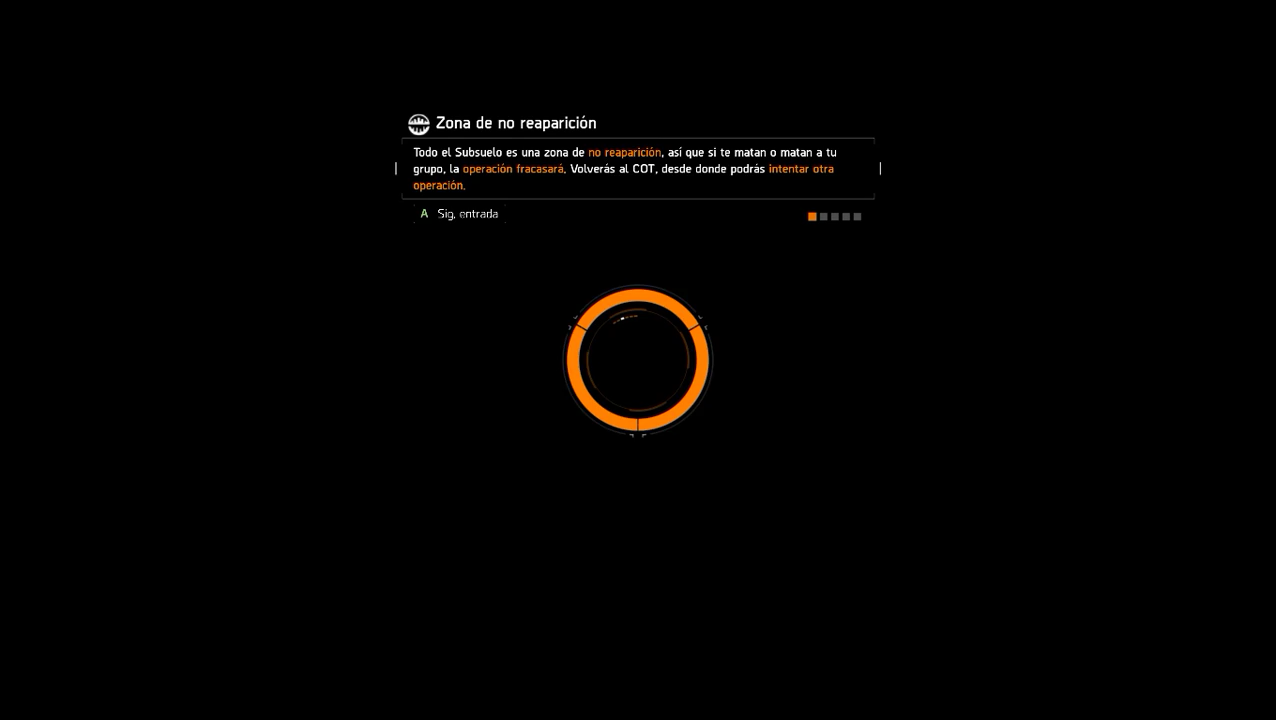 Zona de no reaparición
Todo el Subsuelo es una zona de no reaparición, así que si te matan o matan a tu
grupo, la operación fracasará. Volverás al COT, desde donde podrás intentar otra
operación.
A Sig. entrada